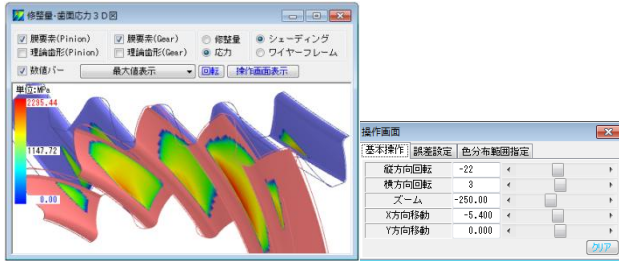 修整量-歯面応力3D図
膜要素(Pinion) 膜要素(Gear) 修整量 シェーディング
理論歯形(Pinion) 理論歯形(Gear) 応力 ワイヤーフレーム
数値バー 最大値表示 回転 操作画面表示
単位:MPa
2295.44
1147.72
0.00
操作画面
基本操作 誤差設定 色分布範囲指定
縦方向回転 -22
横方向回転 3
ズーム -250.00
X方向移動 -5.400
Y方向移動 0.000
クリア